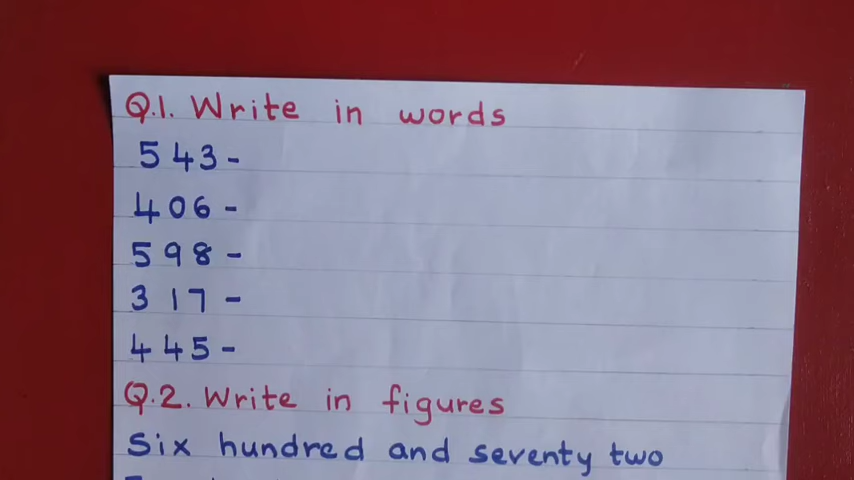 Q.1. Write in words
543-
406-
598-
317-
445-
Q.2. Write in figures
Six hundred and seventy two